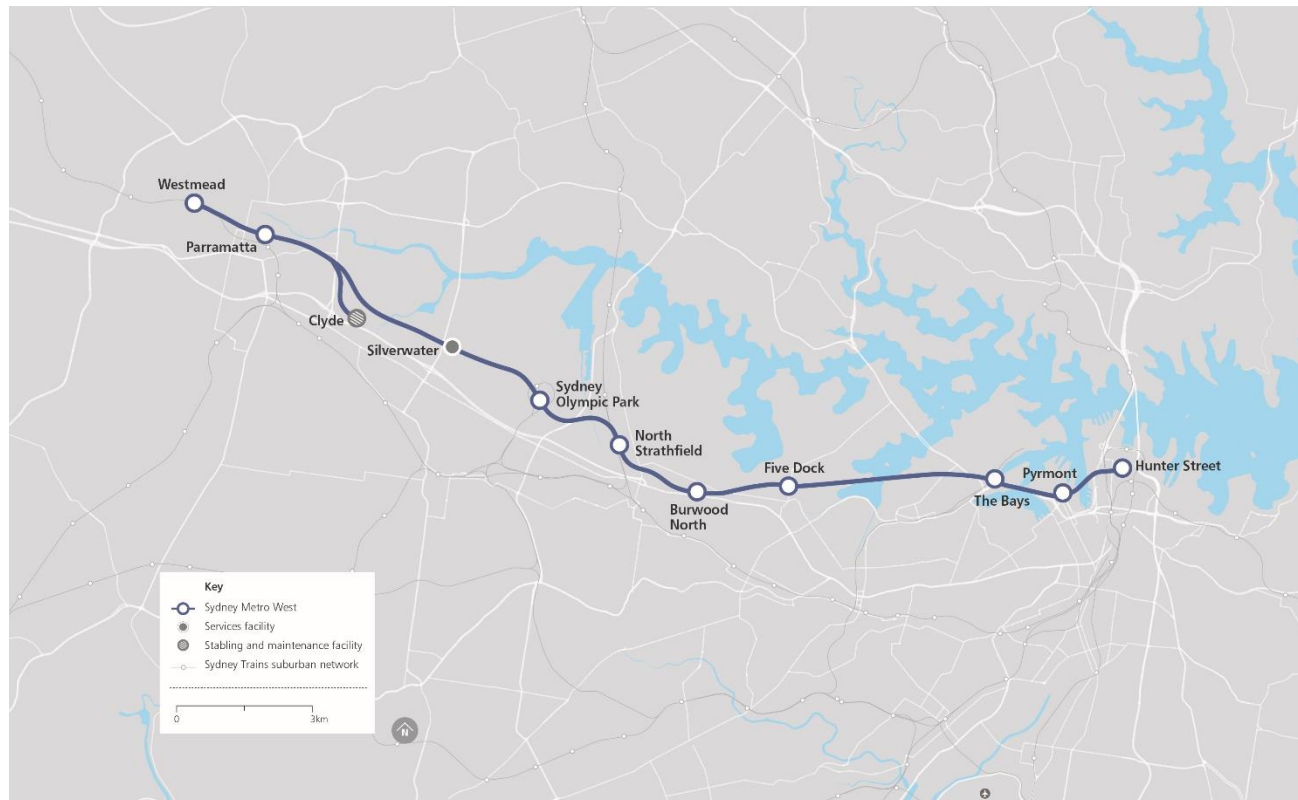 Westmead
Parramatta
Clyde
Silverwater
Sydney
Olympic Park
North
Strathfield
Burwood
North
Five Dock
The Bays
Pyrmont
Hunter Street
Key
Sydney Metro West
Services facility
Stabling and maintenance facility
Sydney Trains suburban network
0
3km
N